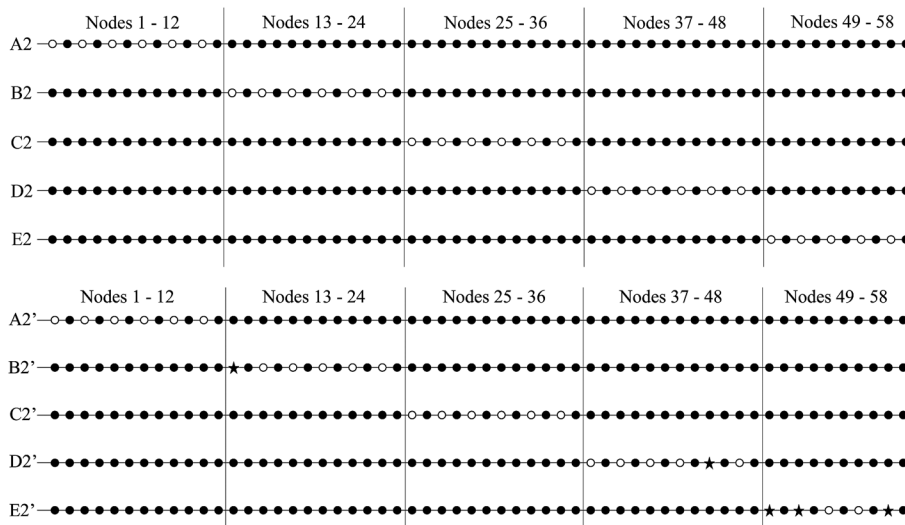 Nodes 1 - 12 Nodes 13 - 24 Nodes 25 - 36 Nodes 37 - 48 Nodes 49 - 58
A2
B2
C2
D2
E2
Nodes 1 - 12 Nodes 13 - 24 Nodes 25 - 36 Nodes 37 - 48 Nodes 49 - 58
A2’
B2’
C2’
D2’
E2’